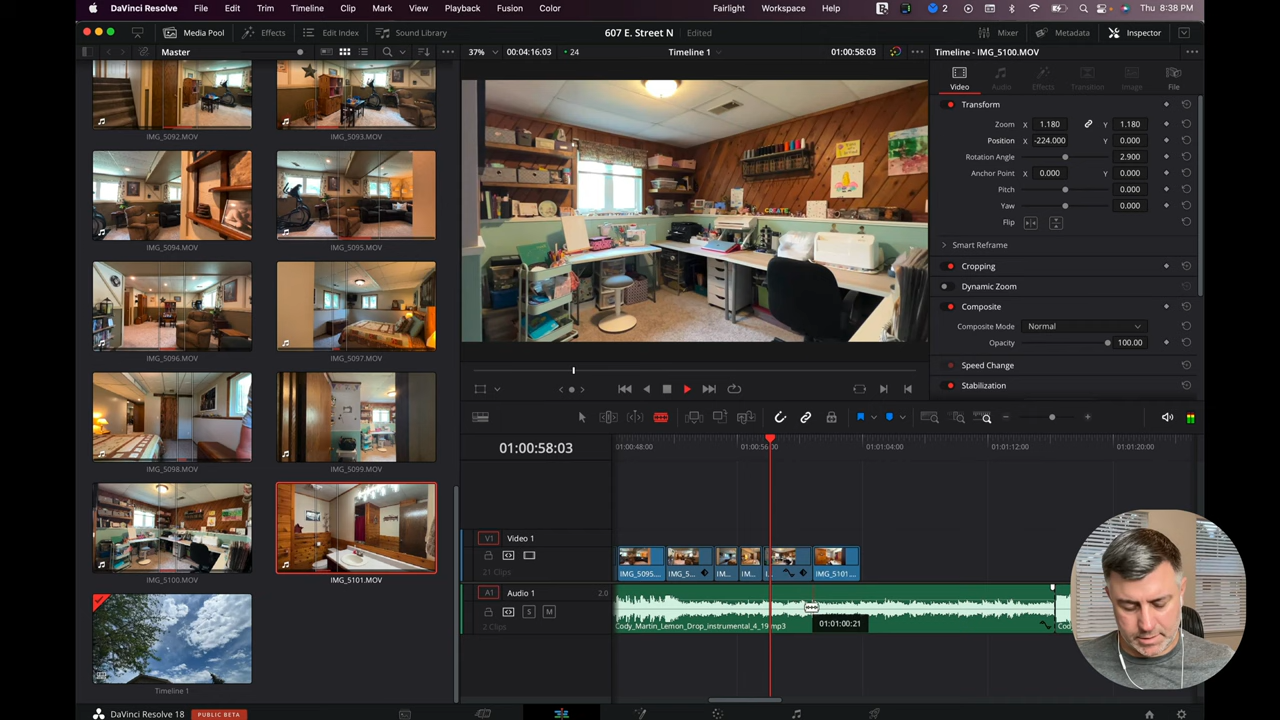 DaVinci Resolve File Edit Trim Timeline Clip Mark View Playback Fusion Color Fairlight Workspace Help 2 Thu 8:38 PM
Media Pool Effects Edit Index Sound Library 607 E. Street N Edited Mixer Metadata Inspector
Master 37% 00:04:16:03 24 Timeline 1 01:00:58:03 Timeline - IMG_5100.MOV
Video Audio Effects Transition Image File
Transform
Zoom X 1.180 Y 1.180
Position X -224.000 Y 0.000
Rotation Angle 2.900
Anchor Point X 0.000 Y 0.000
Pitch 0.000
Yaw 0.000
Flip
Smart Reframe
Cropping
Dynamic Zoom
Composite
Composite Mode Normal
Opacity 100.00
Speed Change
Stabilization
IMG_5092.MOV IMG_5093.MOV
IMG_5094.MOV IMG_5095.MOV
IMG_5096.MOV IMG_5097.MOV
IMG_5098.MOV IMG_5099.MOV
IMG_5100.MOV IMG_5101.MOV
Timeline 1
CREATE
01:00:58:03 01:00:48:00 01:00:56:00 01:01:04:00 01:01:12:00 01:01:20:00
V1 Video 1
21 Clips
IMG_5095... IMG_5... IM... IM... I... IMG_5101...
A1 Audio 1 2.0
S M
2 Clips
Cody_Martin_Lemon_Drop_instrumental_4_19.mp3 Cod
01:01:00:21
DaVinci Resolve 18 PUBLIC BETA